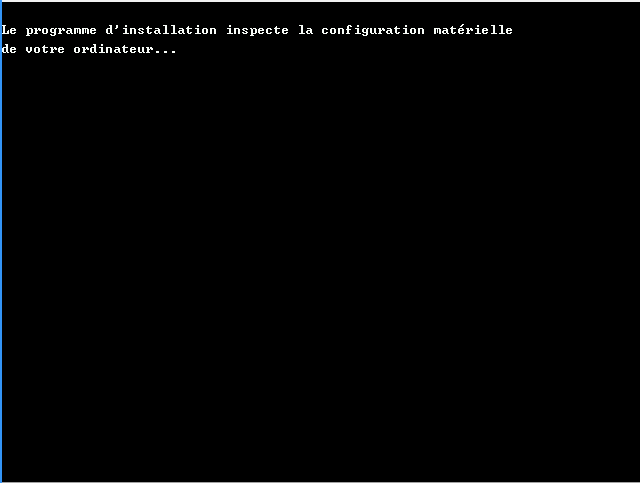 Le programme d'installation inspecte la configuration matérielle
de votre ordinateur...